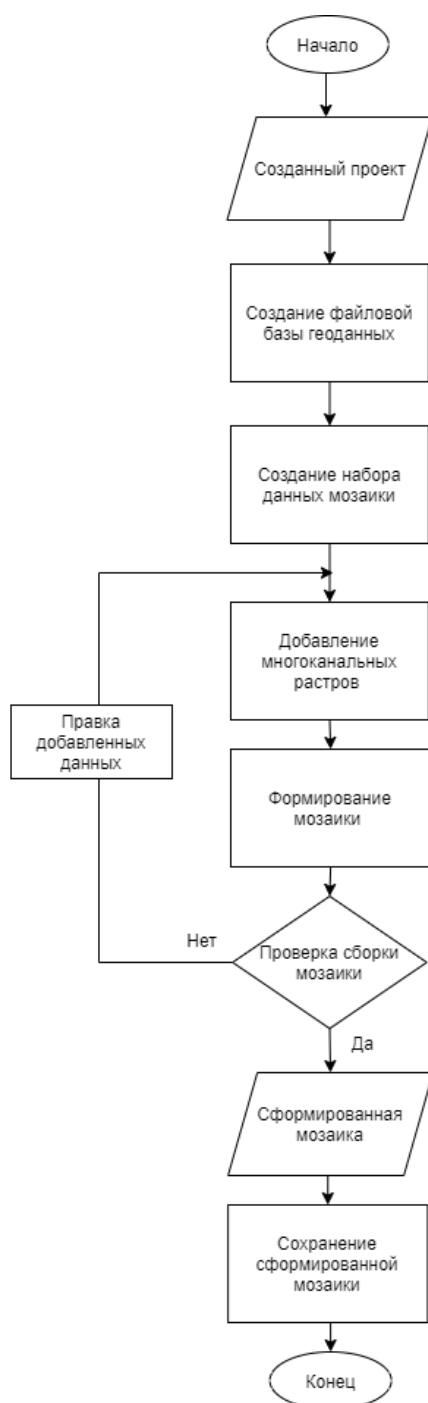 Начало
Созданный проект
Создание файловой
базы геоданных
Создание набора
данных мозаики
Добавление
многоканальных
растров
Правка
добавленных
данных
Формирование
мозаики
Нет
Проверка сборки
мозаики
Да
Сформированная
мозаика
Сохранение
сформированной
мозаики
Конец